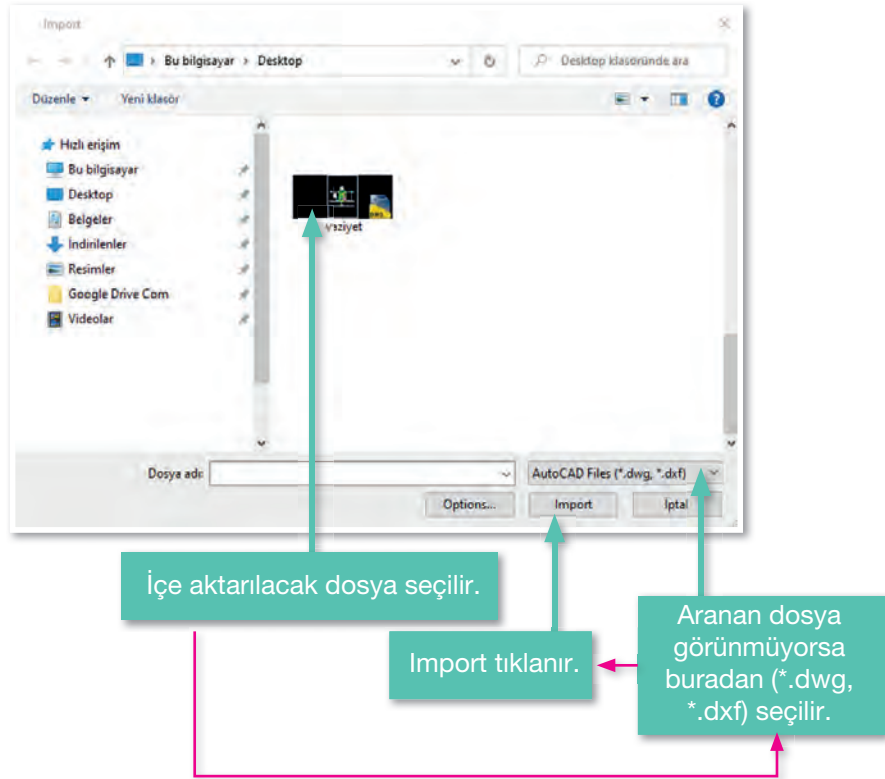 Import
Bu bilgisayar > Desktop
Desktop klasöründe ara
Düzenle
Yeni klasör
Hızlı erişim
Bu bilgisayar
Desktop
Belgeler
İndirilenler
Resimler
Google Drive Com
Videolar
vaziyet
Dosya adı:
AutoCAD Files (*.dwg, *.dxf)
Options...
Import
İptal
İçe aktarılacak dosya seçilir.
Import tıklanır.
Aranan dosya
görünmüyorsa
buradan (*.dwg,
*.dxf) seçilir.